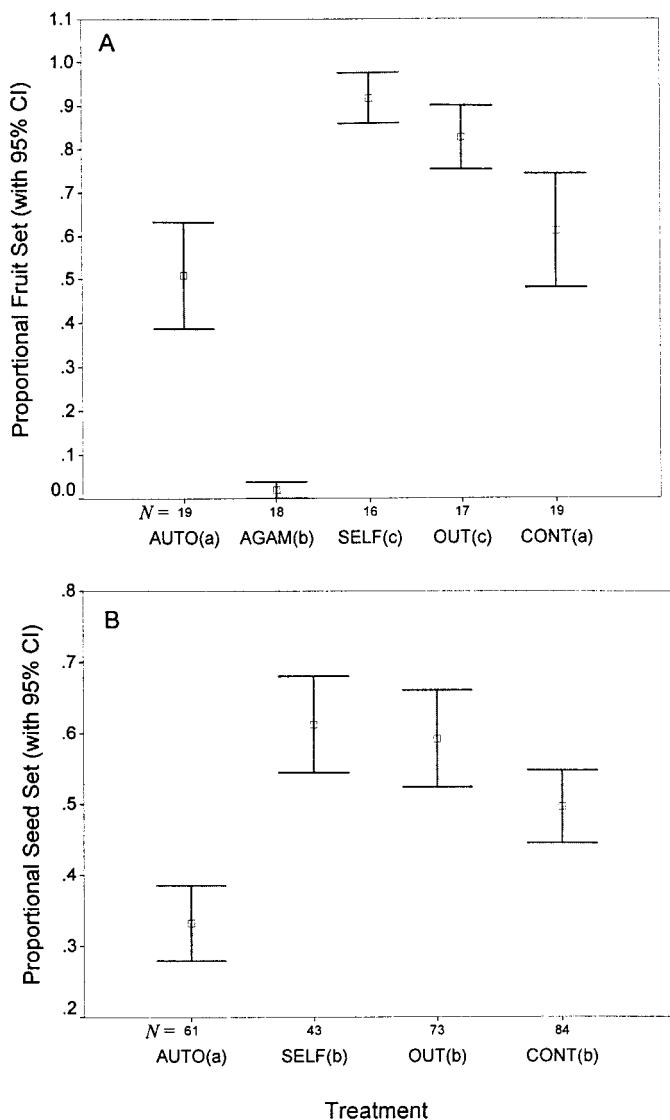 A
Proportional Fruit Set (with 95% CI)
1.1
1.0
.9
.8
.7
.6
.5
.4
.3
.2
.1
0.0
N = 19 18 16 17 19
AUTO(a) AGAM(b) SELF(c) OUT(c) CONT(a)
B
Proportional Seed Set (with 95% CI)
.8
.7
.6
.5
.4
.3
.2
N = 61 43 73 84
AUTO(a) SELF(b) OUT(b) CONT(b)
Treatment